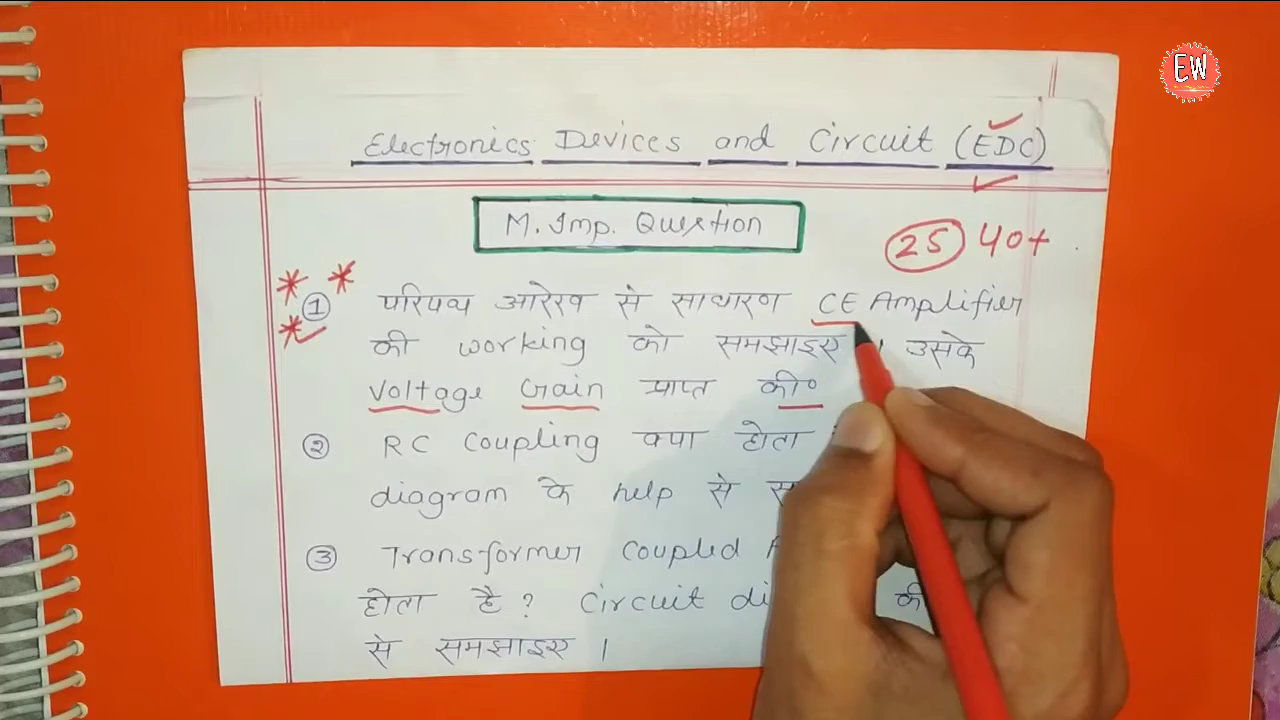 EW
Electronics Devices and Circuit (EDC)
M. Imp. Question
25 40+
① परिपथ आरेख से साधारण CE Amplifier
की working को समझाइए । उसके
Voltage Gain प्राप्त की०
② RC Coupling क्या होता
diagram के help से
③ Transformer Coupled
होता है ? Circuit
से समझाइए ।